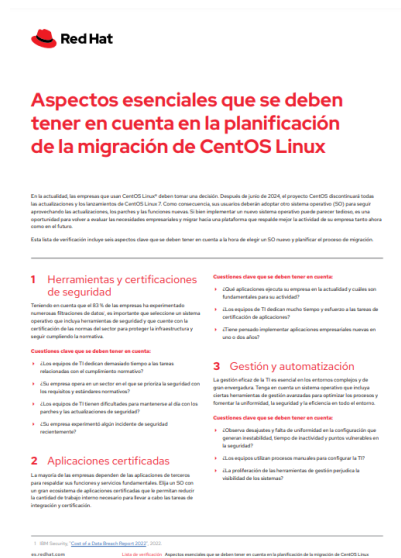 Red Hat
Aspectos esenciales que se deben
tener en cuenta en la planificación
de la migración de CentOS Linux
En la actualidad, las empresas que usan CentOS Linux® deben tomar una decisión. Después de junio de 2024, el proyecto CentOS discontinuará todas
las actualizaciones y los lanzamientos de CentOS Linux 7. Como consecuencia, sus usuarios deberán adoptar otro sistema operativo (SO) para seguir
aprovechando las actualizaciones, los parches y las funciones nuevas. Si bien implementar un nuevo sistema operativo puede parecer tedioso, es una
oportunidad para volver a evaluar las necesidades empresariales y migrar hacia una plataforma que respalde mejor la actividad de su empresa tanto ahora
como en el futuro.
Esta lista de verificación incluye seis aspectos clave que se deben tener en cuenta a la hora de elegir un SO nuevo y planificar el proceso de migración.
1 Herramientas y certificaciones
de seguridad
Teniendo en cuenta que el 83 % de las empresas ha experimentado
numerosas filtraciones de datos¹, es importante que seleccione un sistema
operativo que incluya herramientas de seguridad y que cuente con la
certificación de las normas del sector para proteger la infraestructura y
seguir cumpliendo la normativa.
Cuestiones clave que se deben tener en cuenta:
¿Los equipos de TI dedican demasiado tiempo a las tareas
relacionadas con el cumplimiento normativo?
¿Su empresa opera en un sector en el que se prioriza la seguridad con
los requisitos y estándares normativos?
¿Los equipos de TI tienen dificultades para mantenerse al día con los
parches y las actualizaciones de seguridad?
¿Su empresa experimentó algún incidente de seguridad
recientemente?
2 Aplicaciones certificadas
La mayoría de las empresas dependen de las aplicaciones de terceros
para respaldar sus funciones y servicios fundamentales. Elija un SO con
un gran ecosistema de aplicaciones certificadas que le permitan reducir
la cantidad de trabajo interno necesario para llevar a cabo las tareas de
integración y certificación.
Cuestiones clave que se deben tener en cuenta:
¿Qué aplicaciones ejecuta su empresa en la actualidad y cuáles son
fundamentales para su actividad?
¿Los equipos de TI dedican mucho tiempo y esfuerzo a las tareas de
certificación de aplicaciones?
¿Tiene pensado implementar aplicaciones empresariales nuevas en
uno o dos años?
3 Gestión y automatización
La gestión eficaz de la TI es esencial en los entornos complejos y de
gran envergadura. Tenga en cuenta un sistema operativo que incluya
ciertas herramientas de gestión avanzadas para optimizar los procesos y
fomentar la uniformidad, la seguridad y la eficiencia en todo el entorno.
Cuestiones clave que se deben tener en cuenta:
¿Observa desajustes y falta de uniformidad en la configuración que
generan inestabilidad, tiempo de inactividad y puntos vulnerables en
la seguridad?
¿Los equipos utilizan procesos manuales para configurar la TI?
¿La proliferación de las herramientas de gestión perjudica la
visibilidad de los sistemas?
1 IBM Security, "Cost of a Data Breach Report 2022", 2022.
es.redhat.com Lista de verificación Aspectos esenciales que se deben tener en cuenta en la planificación de la migración de CentOS Linux